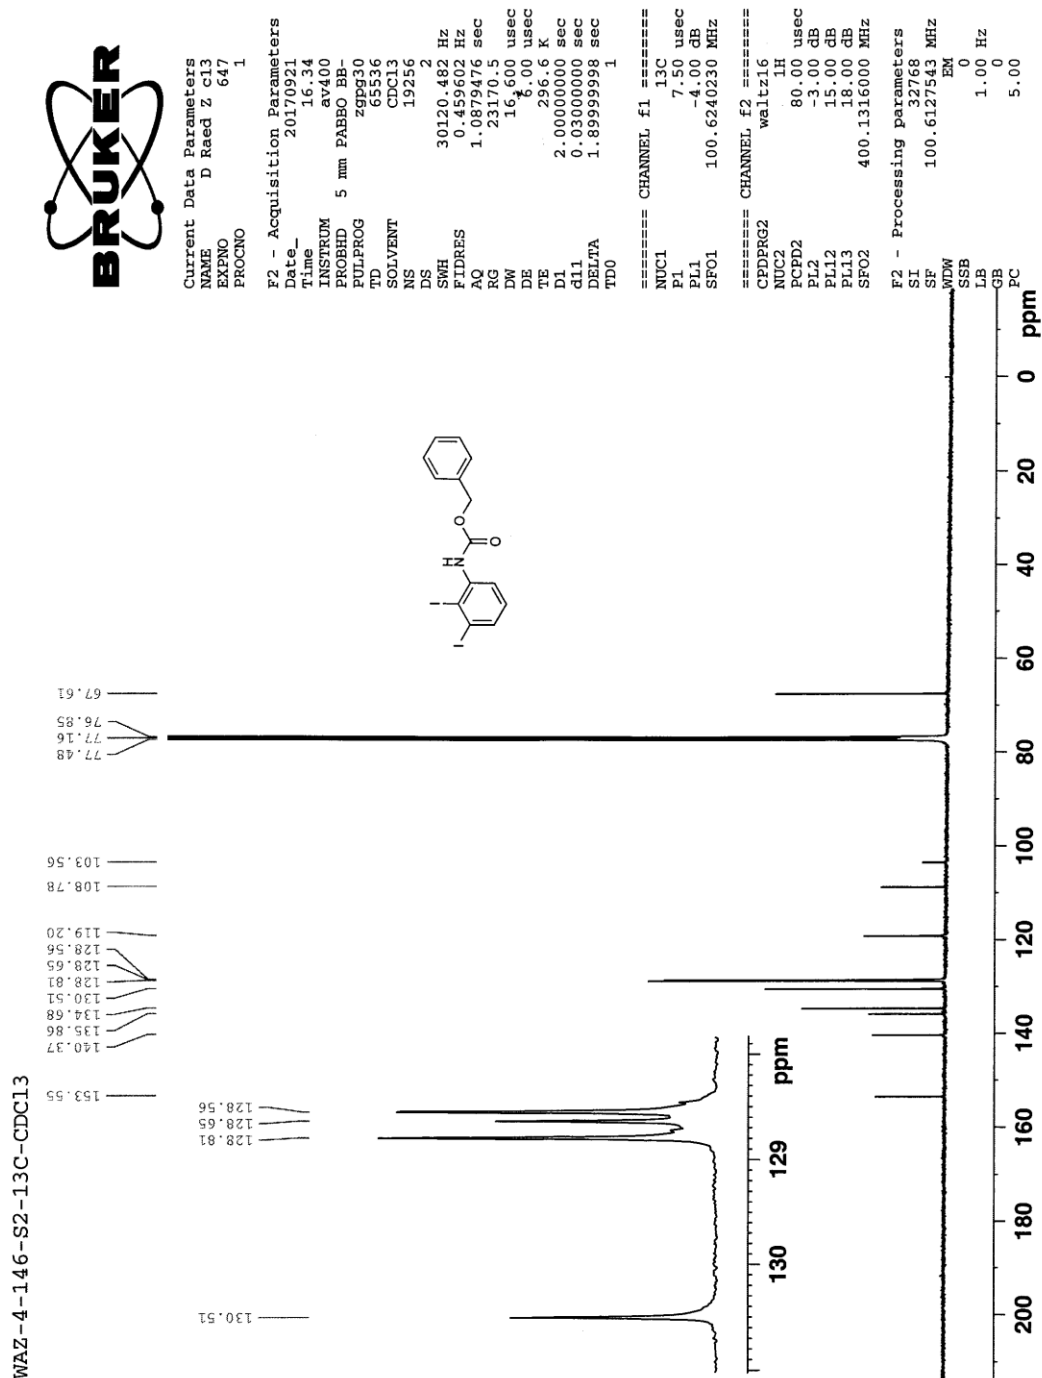 WAZ-4-146-S2-13C-CDCl3
153.55
140.37
135.86
134.68
130.51
128.81
128.65
128.56
119.20
108.78
103.56
77.48
77.16
76.85
67.61
BRUKER
Current Data Parameters
NAME D Raed Z c13
EXPNO 647
PROCNO 1
F2 - Acquisition Parameters
Date_ 20170921
Time 16.34
INSTRUM av400
PROBHD 5 mm PABBO BB-
PULPROG zgpg30
TD 65536
SOLVENT CDCl3
NS 19256
DS 2
SWH 30120.482 Hz
FIDRES 0.459602 Hz
AQ 1.0879476 sec
RG 23170.5
DW 16.600 usec
DE 6.00 usec
TE 296.6 K
D1 2.00000000 sec
d11 0.03000000 sec
DELTA 1.89999998 sec
TD0 1
======== CHANNEL f1 ========
NUC1 13C
P1 7.50 usec
PL1 -4.00 dB
SFO1 100.6240230 MHz
======== CHANNEL f2 ========
CPDPRG2 waltz16
NUC2 1H
PCPD2 80.00 usec
PL2 -3.00 dB
PL12 15.00 dB
PL13 18.00 dB
SFO2 400.1316000 MHz
F2 - Processing parameters
SI 32768
SF 100.6127543 MHz
WDW EM
SSB 0
LB 1.00 Hz
GB 0
PC 5.00
130.51
128.81
128.65
128.56
130 129 ppm
I
I
H
N
O
O
200 180 160 140 120 100 80 60 40 20 0 ppm